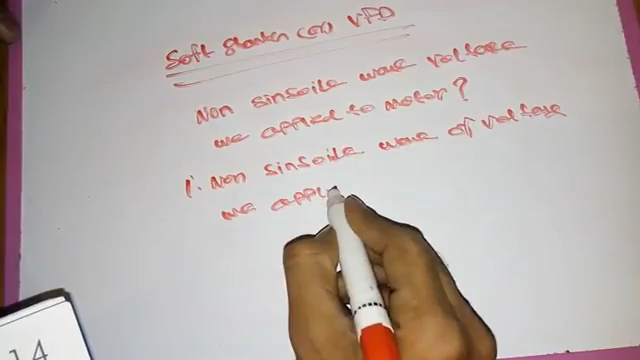 Soft Starter (or) VFD
Non sinsoile wave voltage
we applied to Motor?
1. Non sinsoile wave of voltage
we appli
14